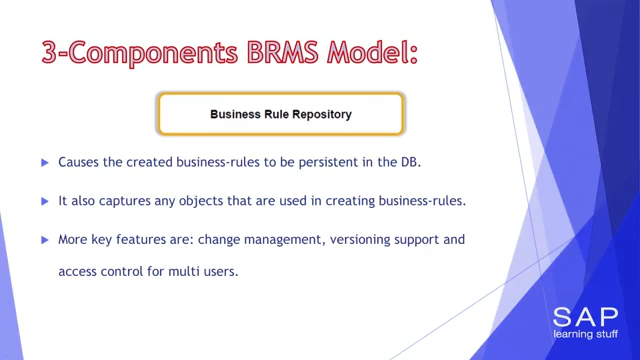 3-Components BRMS Model:
Business Rule Repository
Causes the created business-rules to be persistent in the DB.
It also captures any objects that are used in creating business-rules.
More key features are: change management, versioning support and
access control for multi users.
SAP
learning stuff